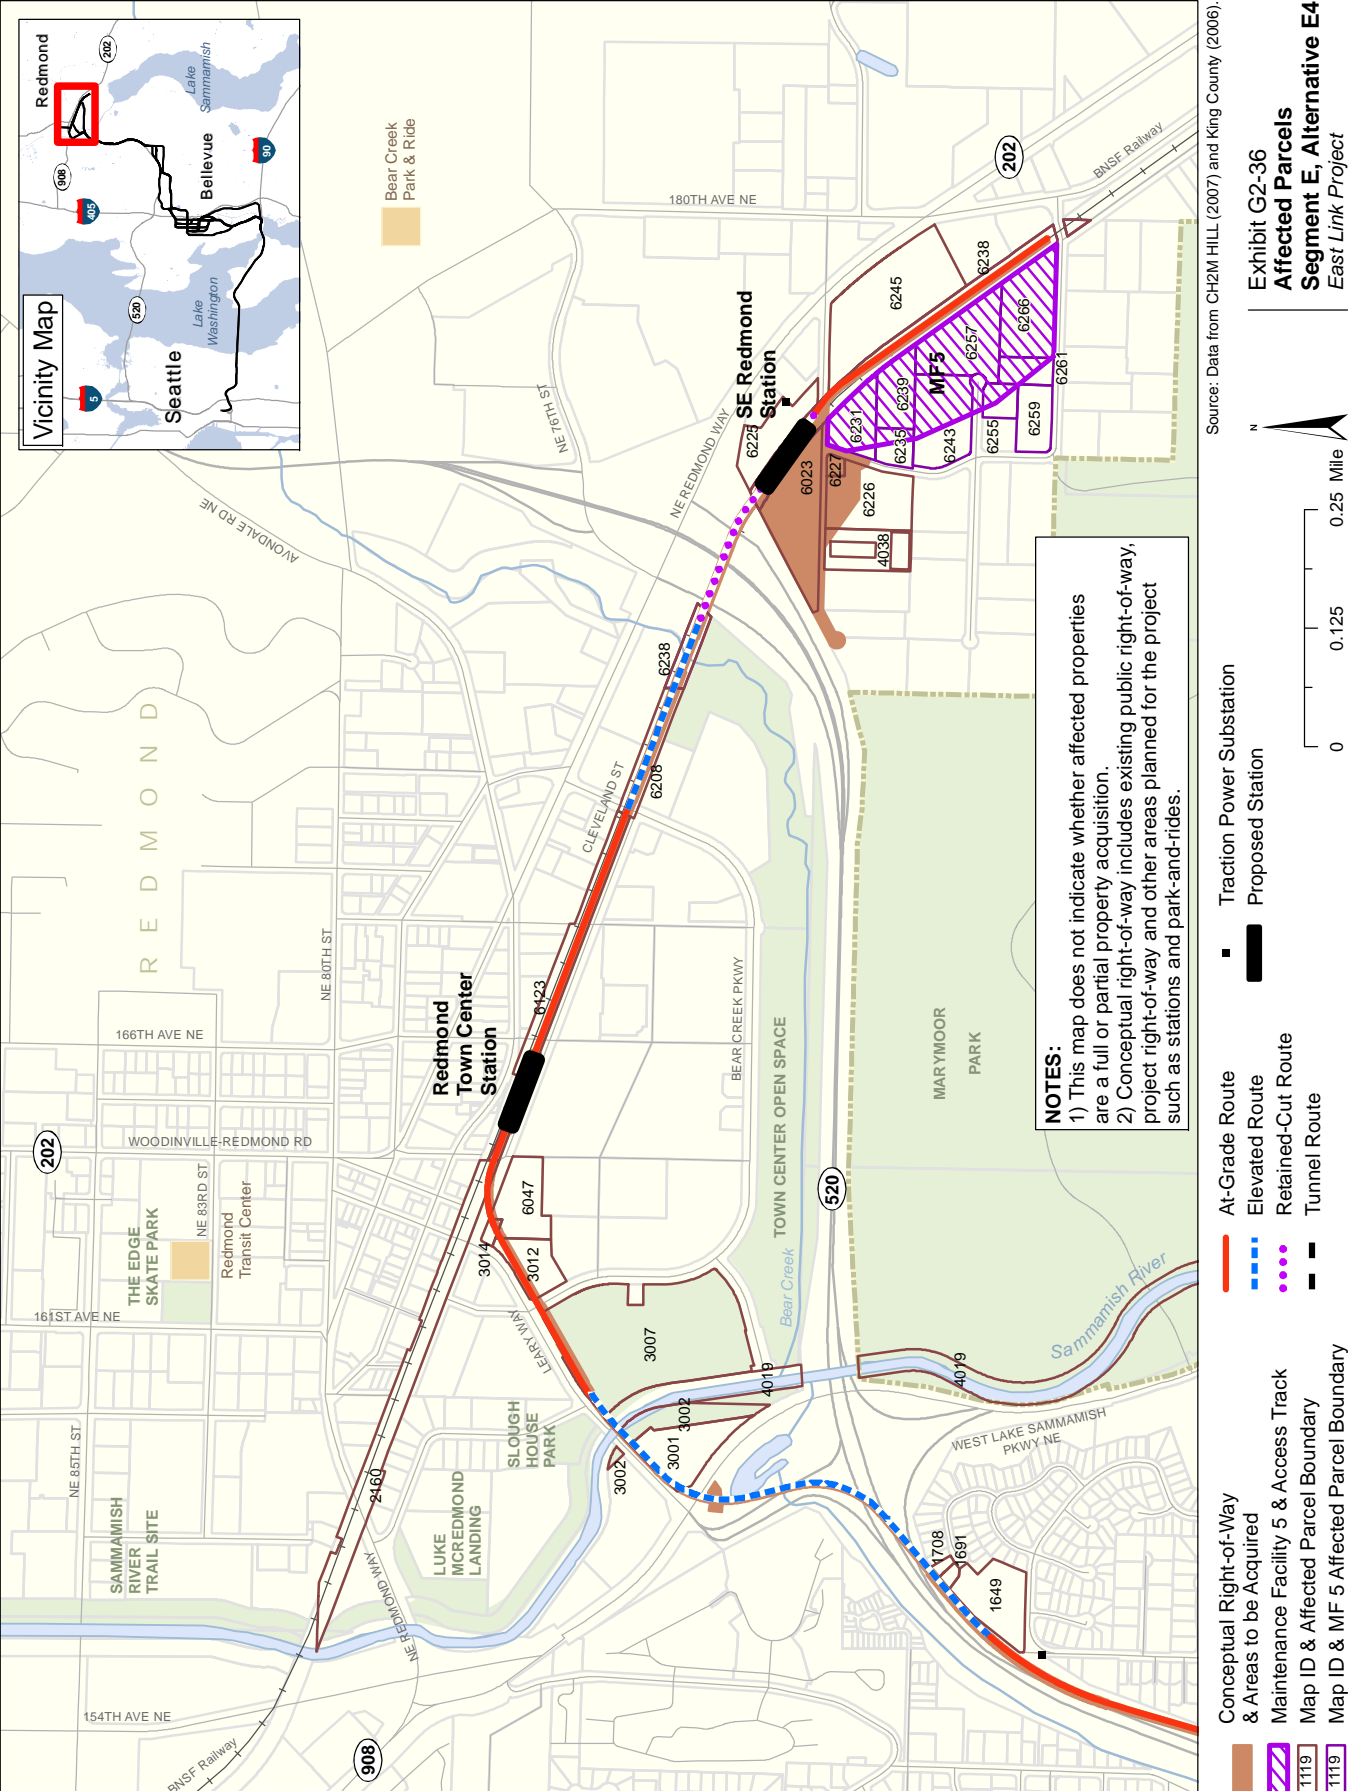 Vicinity Map
Redmond
202
908
405
520
5
90
Lake
Sammamish
Lake
Washington
Bellevue
Seattle
Bear Creek
Park & Ride
180TH AVE NE
202
BNSF Railway
NE 76TH ST
NE REDMOND WAY
AVONDALE RD NE
SE Redmond
Station
6225
6245
6238
6023
6227
6231
6239
6235
6243
MF5
6257
6266
6255
6259
6261
6226
4038
REDMOND
6238
6208
CLEVELAND ST
NE 80TH ST
166TH AVE NE
Redmond
Town Center
Station
6123
BEAR CREEK PKWY
TOWN CENTER OPEN SPACE
MARYMOOR
PARK
202
WOODINVILLE-REDMOND RD
NE 83RD ST
THE EDGE
SKATE PARK
Redmond
Transit Center
161ST AVE NE
6047
3014
3012
LEARY WAY
3007
Bear Creek
520
Sammamish River
4019
4019
3002
3001
3002
SLOUGH
HOUSE
PARK
LUKE
MCREDMOND
LANDING
2160
NE 85TH ST
SAMMAMISH
RIVER
TRAIL SITE
NE REDMOND WAY
154TH AVE NE
BNSF Railway
908
WEST LAKE SAMMAMISH
PKWY NE
1708
1691
1649
NOTES:
1) This map does not indicate whether affected properties
are a full or partial property acquisition.
2) Conceptual right-of-way includes existing public right-of-way,
project right-of-way and other areas planned for the project
such as stations and park-and-rides.
Conceptual Right-of-Way
& Areas to be Acquired
Maintenance Facility 5 & Access Track
1119 Map ID & Affected Parcel Boundary
1119 Map ID & MF 5 Affected Parcel Boundary
At-Grade Route
Elevated Route
Retained-Cut Route
Tunnel Route
Traction Power Substation
Proposed Station
0 0.125 0.25 Mile
N
Source: Data from CH2M HILL (2007) and King County (2006).
Exhibit G2-36
Affected Parcels
Segment E, Alternative E4
East Link Project